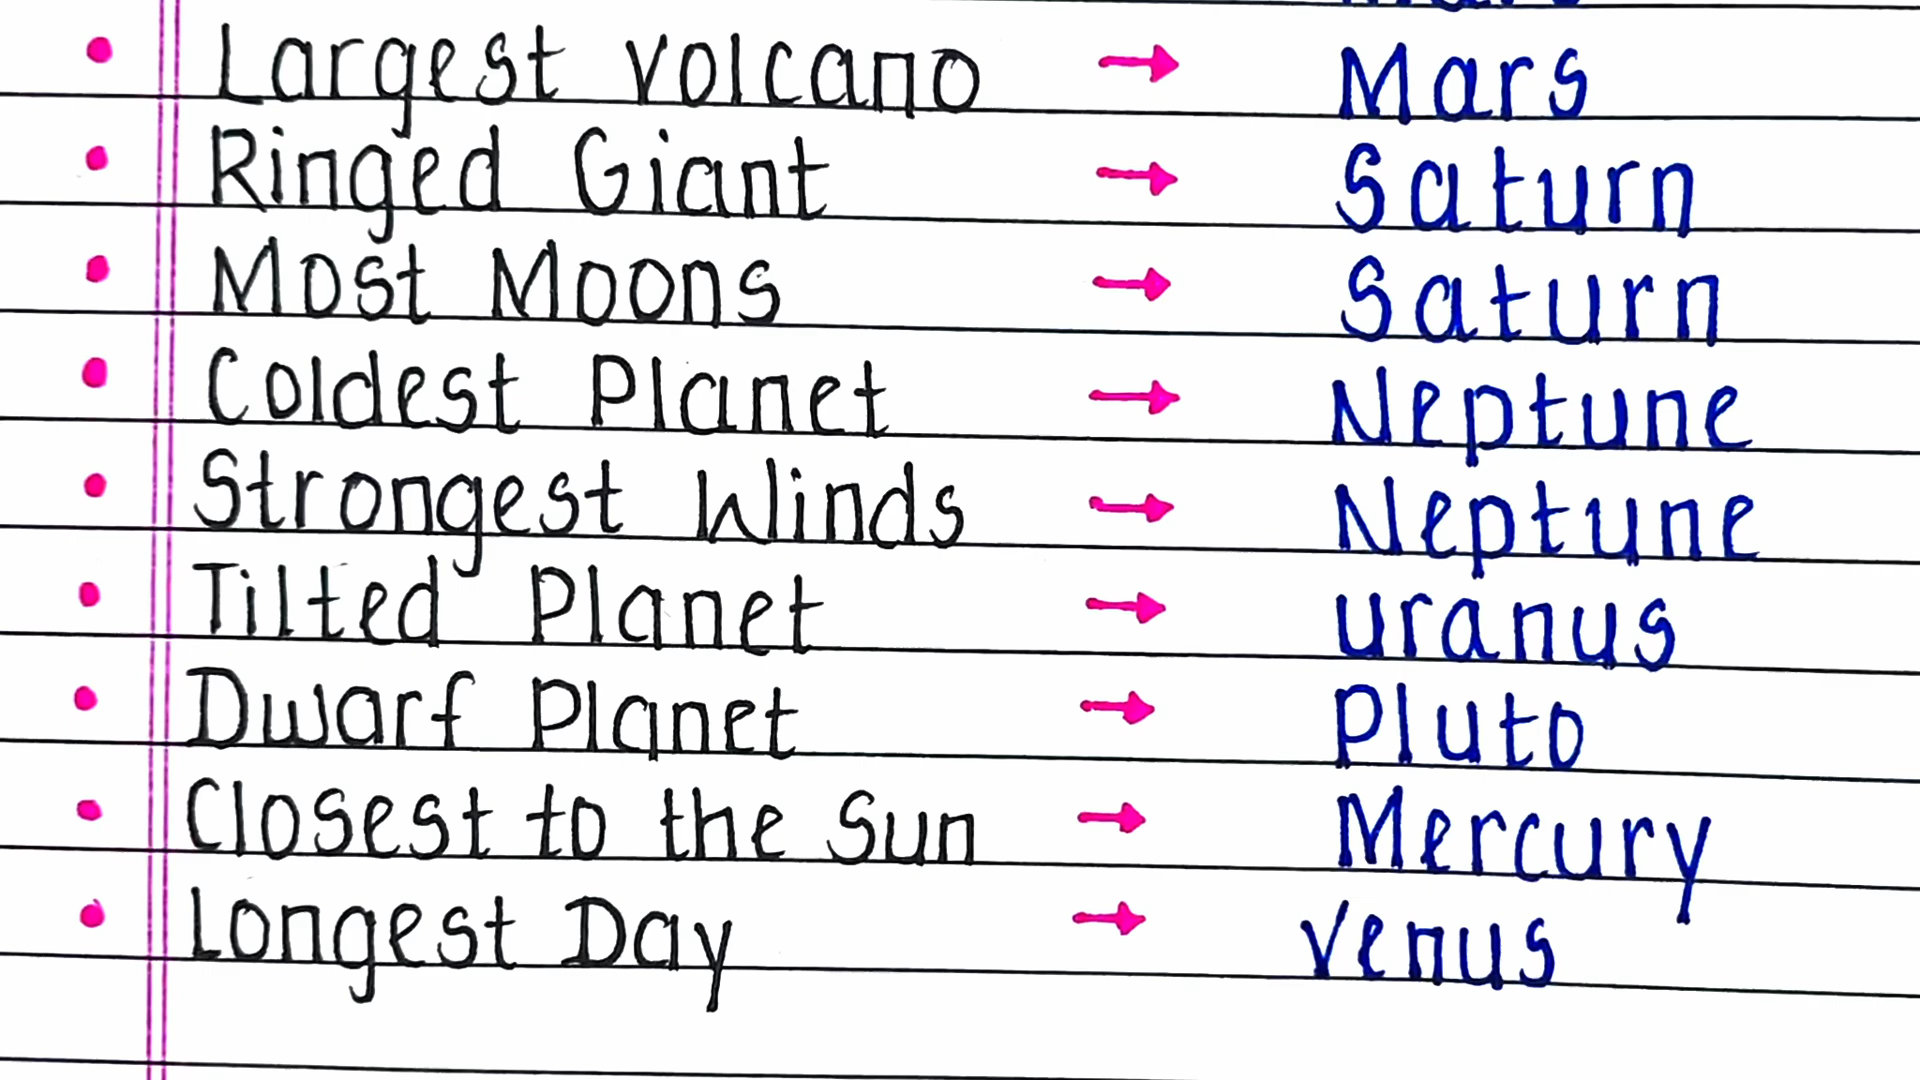 • Largest volcano → Mars
• Ringed Giant → Saturn
• Most Moons → Saturn
• Coldest Planet → Neptune
• Strongest Winds → Neptune
• Tilted Planet → uranus
• Dwarf Planet → Pluto
• Closest to the Sun → Mercury
• Longest Day → Venus